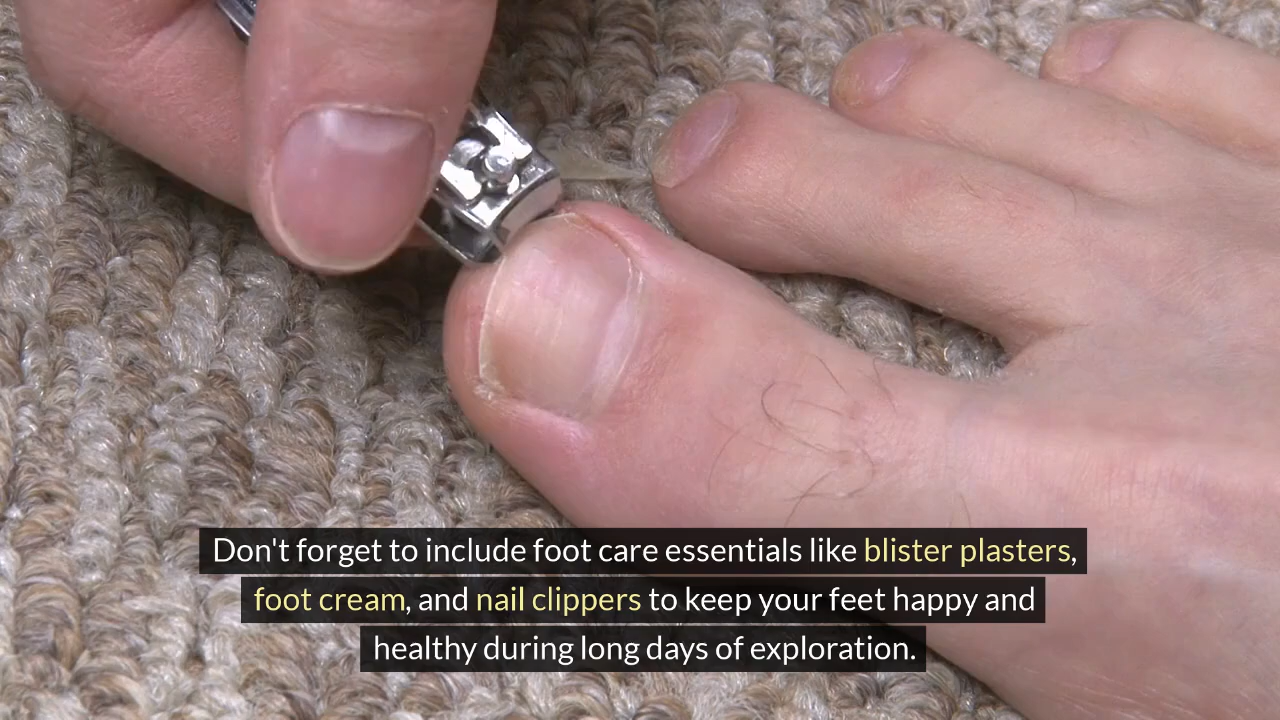 Don't forget to include foot care essentials like blister plasters,
foot cream, and nail clippers to keep your feet happy and
healthy during long days of exploration.